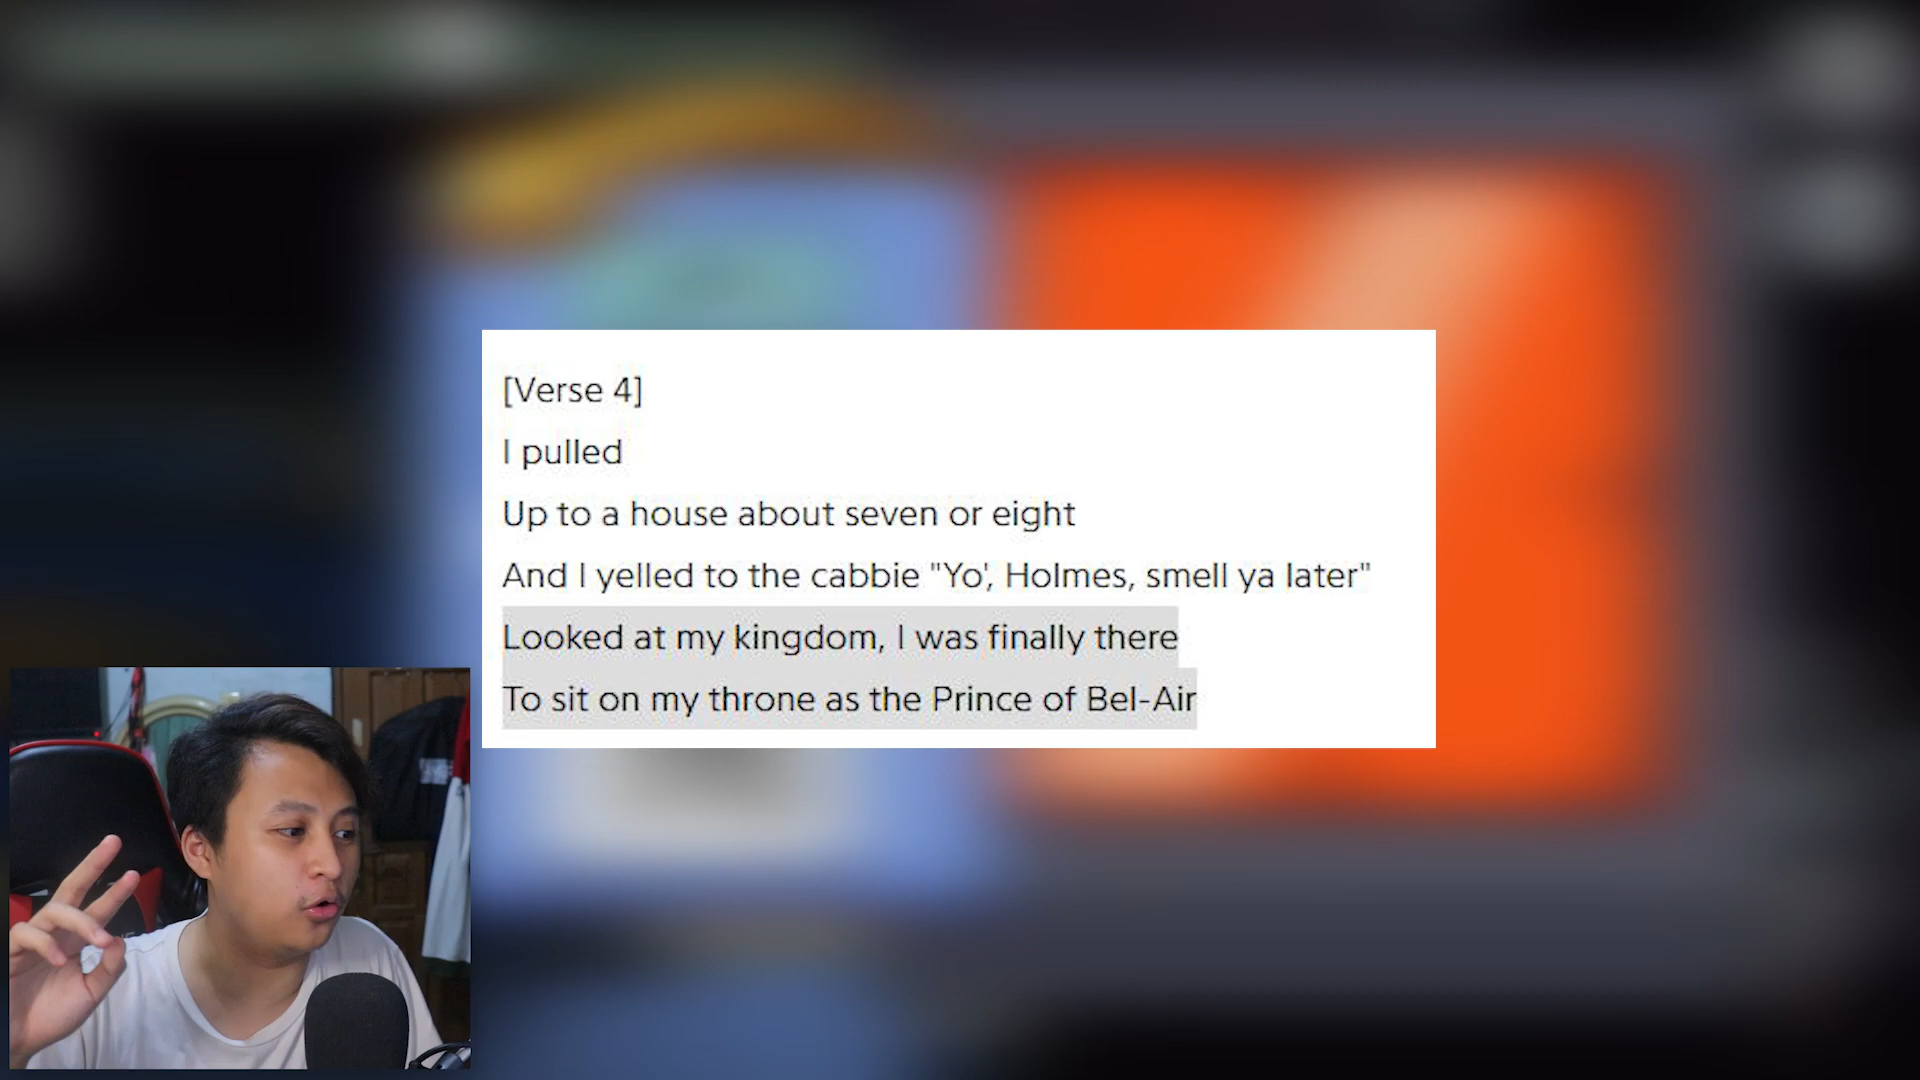 [Verse 4]
I pulled
Up to a house about seven or eight
And I yelled to the cabbie "Yo', Holmes, smell ya later"
Looked at my kingdom, I was finally there
To sit on my throne as the Prince of Bel-Air